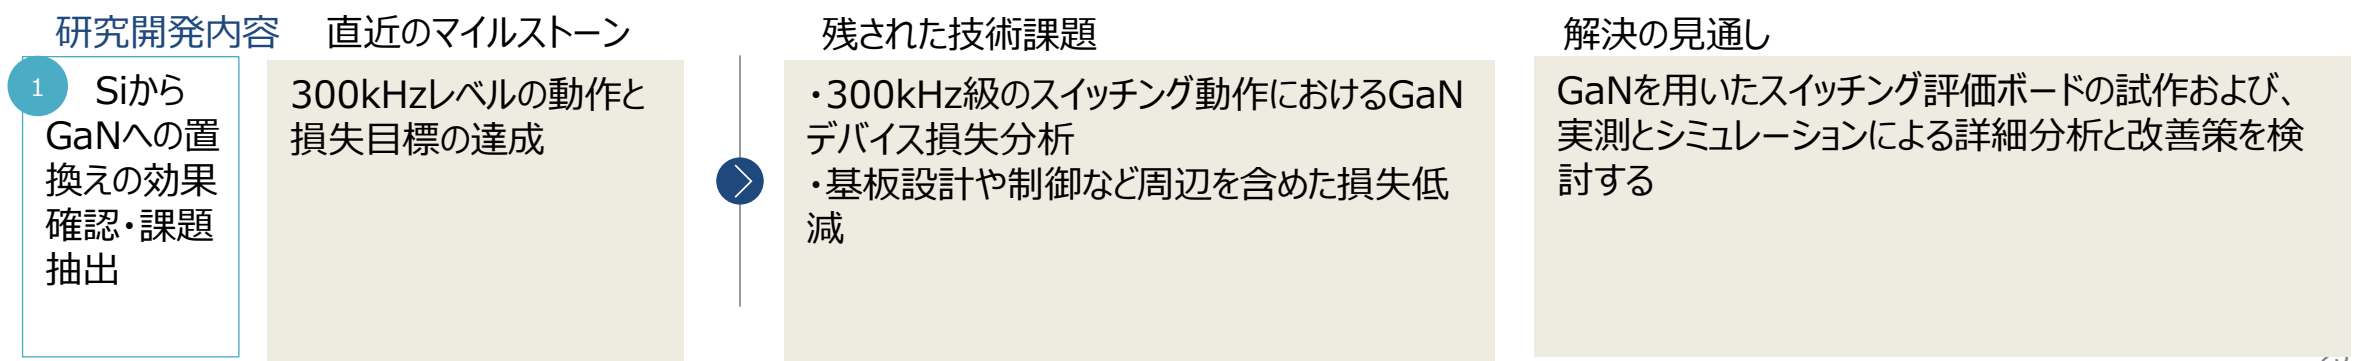 研究開発内容
直近のマイルストーン
残された技術課題
解決の見通し
1
Siから
GaNへの置
換えの効果
確認・課題
抽出
300kHzレベルの動作と
損失目標の達成
・300kHz級のスイッチング動作におけるGaN
デバイス損失分析
・基板設計や制御など周辺を含めた損失低
減
GaNを用いたスイッチング評価ボードの試作および、
実測とシミュレーションによる詳細分析と改善策を検
討する